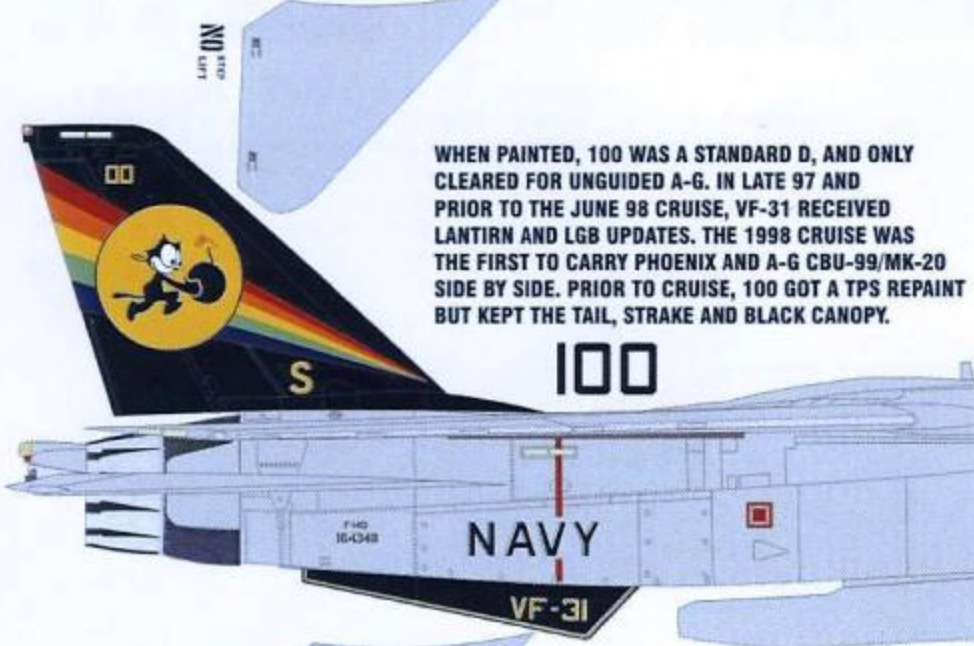 NO STEP
LIFT
00
WHEN PAINTED, 100 WAS A STANDARD D, AND ONLY
CLEARED FOR UNGUIDED A-G. IN LATE 97 AND
PRIOR TO THE JUNE 98 CRUISE, VF-31 RECEIVED
LANTIRN AND LGB UPDATES. THE 1998 CRUISE WAS
THE FIRST TO CARRY PHOENIX AND A-G CBU-99/MK-20
SIDE BY SIDE. PRIOR TO CRUISE, 100 GOT A TPS REPAINT
BUT KEPT THE TAIL, STRAKE AND BLACK CANOPY.
100
S
F-14D
164348
NAVY
VF-31